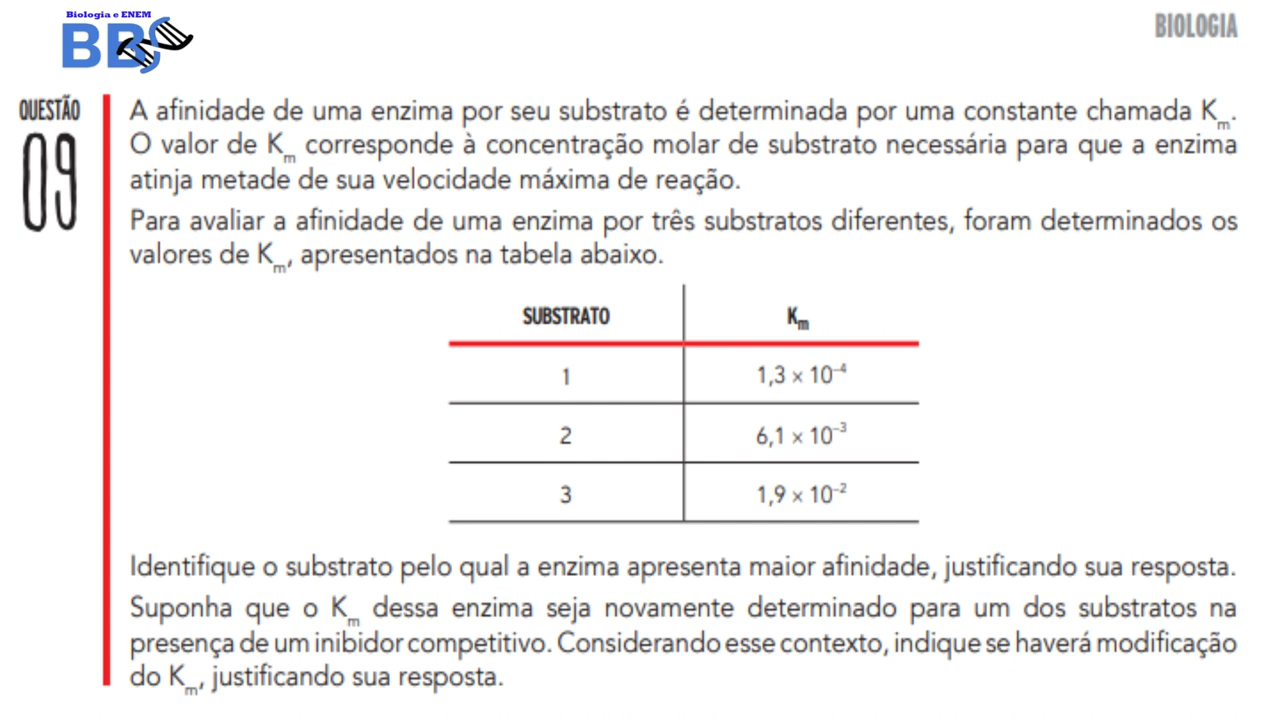 Biologia e ENEM
BBS
BIOLOGIA
QUESTÃO
09
A afinidade de uma enzima por seu substrato é determinada por uma constante chamada Kₘ.
O valor de Kₘ corresponde à concentração molar de substrato necessária para que a enzima
atinja metade de sua velocidade máxima de reação.
Para avaliar a afinidade de uma enzima por três substratos diferentes, foram determinados os
valores de Kₘ, apresentados na tabela abaixo.
SUBSTRATO Kₘ
1 1,3 × 10⁻⁴
2 6,1 × 10⁻³
3 1,9 × 10⁻²
Identifique o substrato pelo qual a enzima apresenta maior afinidade, justificando sua resposta.
Suponha que o Kₘ dessa enzima seja novamente determinado para um dos substratos na
presença de um inibidor competitivo. Considerando esse contexto, indique se haverá modificação
do Kₘ, justificando sua resposta.